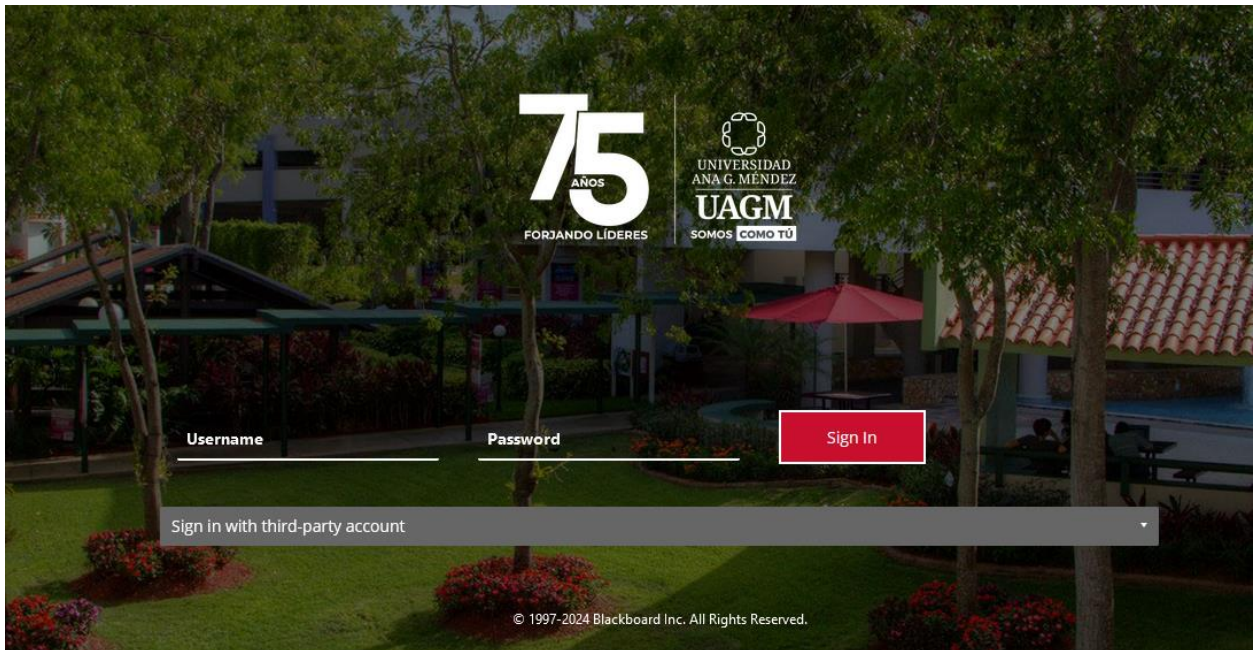 75
AÑOS
FORJANDO LÍDERES
UNIVERSIDAD
ANA G. MÉNDEZ
UAGM
SOMOS COMO TÚ
Username
Password
Sign In
Sign in with third-party account
© 1997-2024 Blackboard Inc. All Rights Reserved.